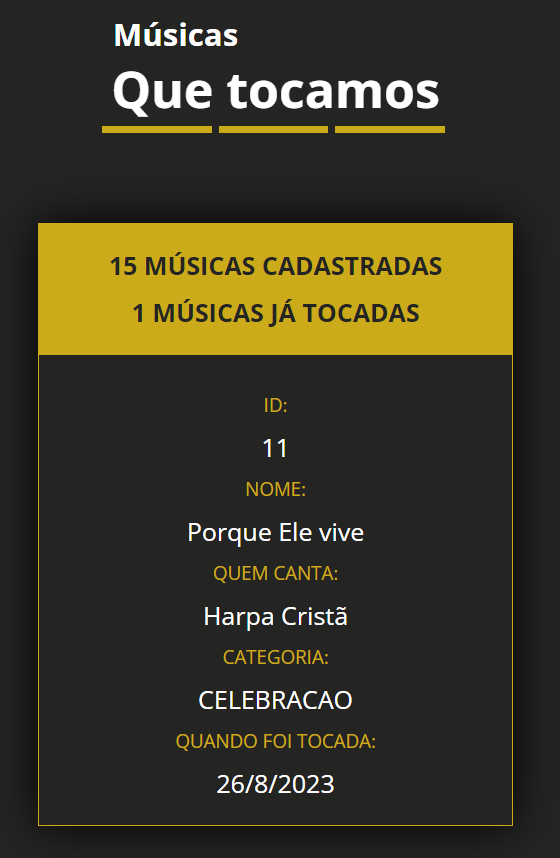 Músicas
Que tocamos
15 MÚSICAS CADASTRADAS
1 MÚSICAS JÁ TOCADAS
ID:
11
NOME:
Porque Ele vive
QUEM CANTA:
Harpa Cristã
CATEGORIA:
CELEBRACAO
QUANDO FOI TOCADA:
26/8/2023